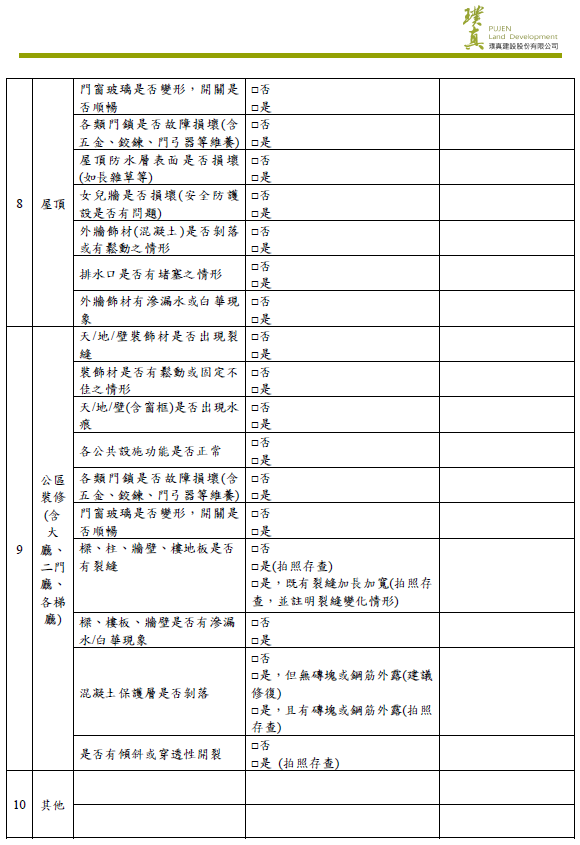 璞真
PUJEN
Land Development
璞真建設股份有限公司
8
屋頂
門窗玻璃是否變形，開關是
否順暢
□否
□是
各類門鎖是否故障損壞(含
五金、鉸鍊、門弓器等維養)
□否
□是
屋頂防水層表面是否損壞
(如長雜草等)
□否
□是
女兒牆是否損壞(安全防護
設是否有問題)
□否
□是
外牆飾材(混凝土)是否剝落
或有鬆動之情形
□否
□是
排水口是否有堵塞之情形
□否
□是
外牆飾材有滲漏水或白華現
象
□否
□是
9
公區
裝修
(含
大
廳、
二門
廳、
各梯
廳)
天/地/壁裝飾材是否出現裂
縫
□否
□是
裝飾材是否有鬆動或固定不
佳之情形
□否
□是
天/地/壁(含窗框)是否出現水
痕
□否
□是
各公共設施功能是否正常
□否
□是
各類門鎖是否故障損壞(含
五金、鉸鍊、門弓器等維養)
□否
□是
門窗玻璃是否變形，開關是
否順暢
□否
□是
樑、柱、牆壁、樓地板是否
有裂縫
□否
□是(拍照存查)
□是，既有裂縫加長加寬(拍照存
查，並註明裂縫變化情形)
樑、樓板、牆壁是否有滲漏
水/白華現象
□否
□是
混凝土保護層是否剝落
□否
□是，但無磚塊或鋼筋外露(建議
修復)
□是，且有磚塊或鋼筋外露(拍照
存查)
是否有傾斜或穿透性開裂
□否
□是 (拍照存查)
10
其他